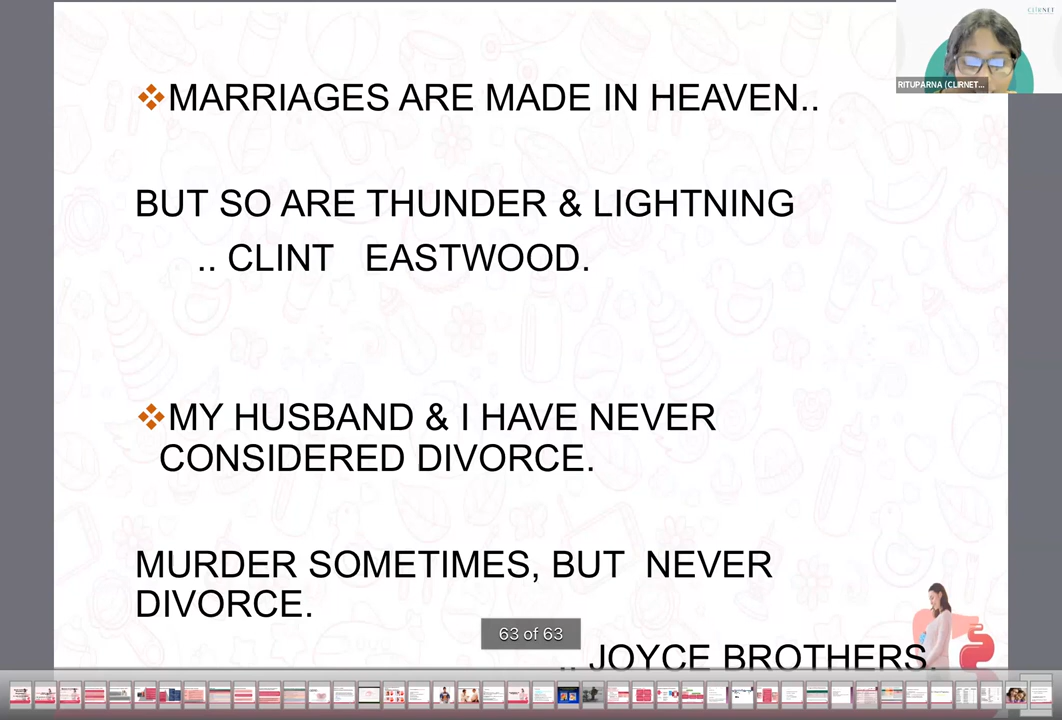 CLIRNET
RITUPARNA (CLIRNET...
❖MARRIAGES ARE MADE IN HEAVEN..
BUT SO ARE THUNDER & LIGHTNING
.. CLINT EASTWOOD.
❖MY HUSBAND & I HAVE NEVER
CONSIDERED DIVORCE.
MURDER SOMETIMES, BUT NEVER
DIVORCE.
63 of 63
.. JOYCE BROTHERS.